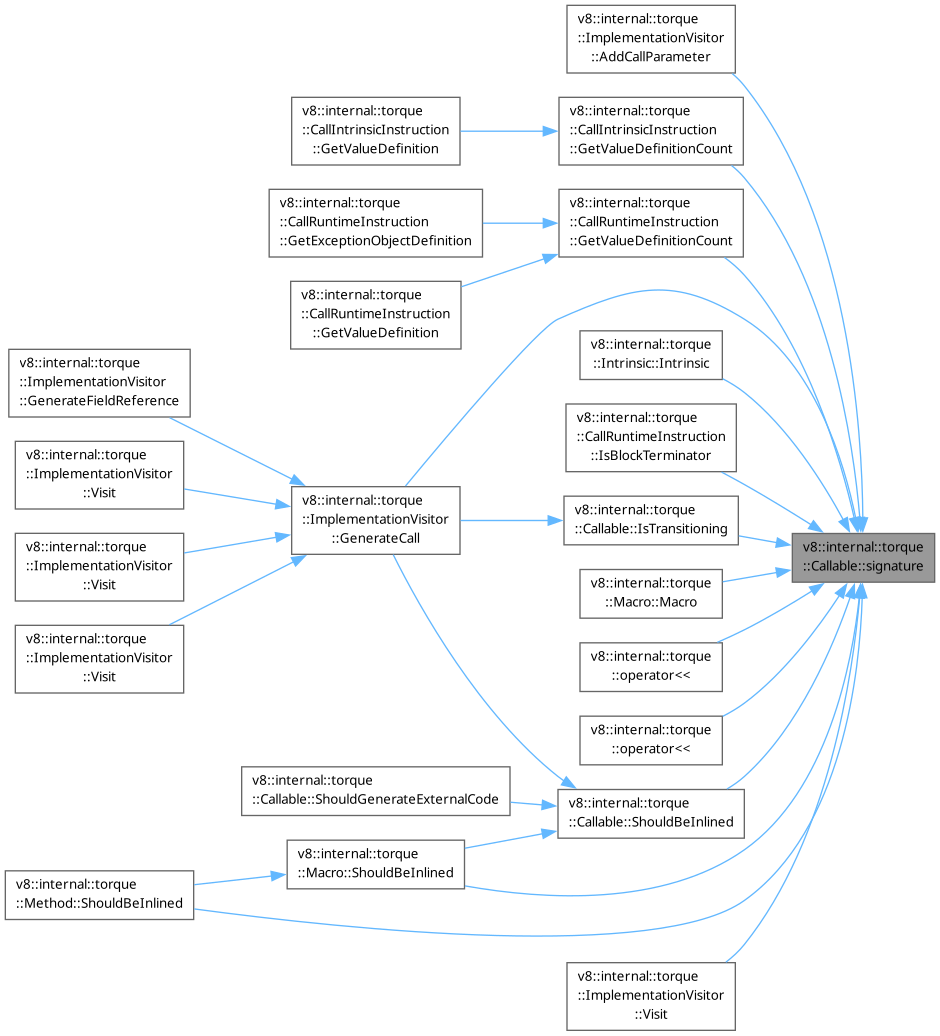 v8::internal::torque
::ImplementationVisitor
::AddCallParameter
v8::internal::torque
::CallIntrinsicInstruction
::GetValueDefinition
v8::internal::torque
::CallIntrinsicInstruction
::GetValueDefinitionCount
v8::internal::torque
::CallRuntimeInstruction
::GetExceptionObjectDefinition
v8::internal::torque
::CallRuntimeInstruction
::GetValueDefinitionCount
v8::internal::torque
::CallRuntimeInstruction
::GetValueDefinition
v8::internal::torque
::Intrinsic::Intrinsic
v8::internal::torque
::ImplementationVisitor
::GenerateFieldReference
v8::internal::torque
::CallRuntimeInstruction
::IsBlockTerminator
v8::internal::torque
::ImplementationVisitor
::Visit
v8::internal::torque
::ImplementationVisitor
::GenerateCall
v8::internal::torque
::Callable::IsTransitioning
v8::internal::torque
::Callable::signature
v8::internal::torque
::ImplementationVisitor
::Visit
v8::internal::torque
::Macro::Macro
v8::internal::torque
::ImplementationVisitor
::Visit
v8::internal::torque
::operator<<
v8::internal::torque
::operator<<
v8::internal::torque
::Callable::ShouldGenerateExternalCode
v8::internal::torque
::Callable::ShouldBeInlined
v8::internal::torque
::Macro::ShouldBeInlined
v8::internal::torque
::Method::ShouldBeInlined
v8::internal::torque
::ImplementationVisitor
::Visit